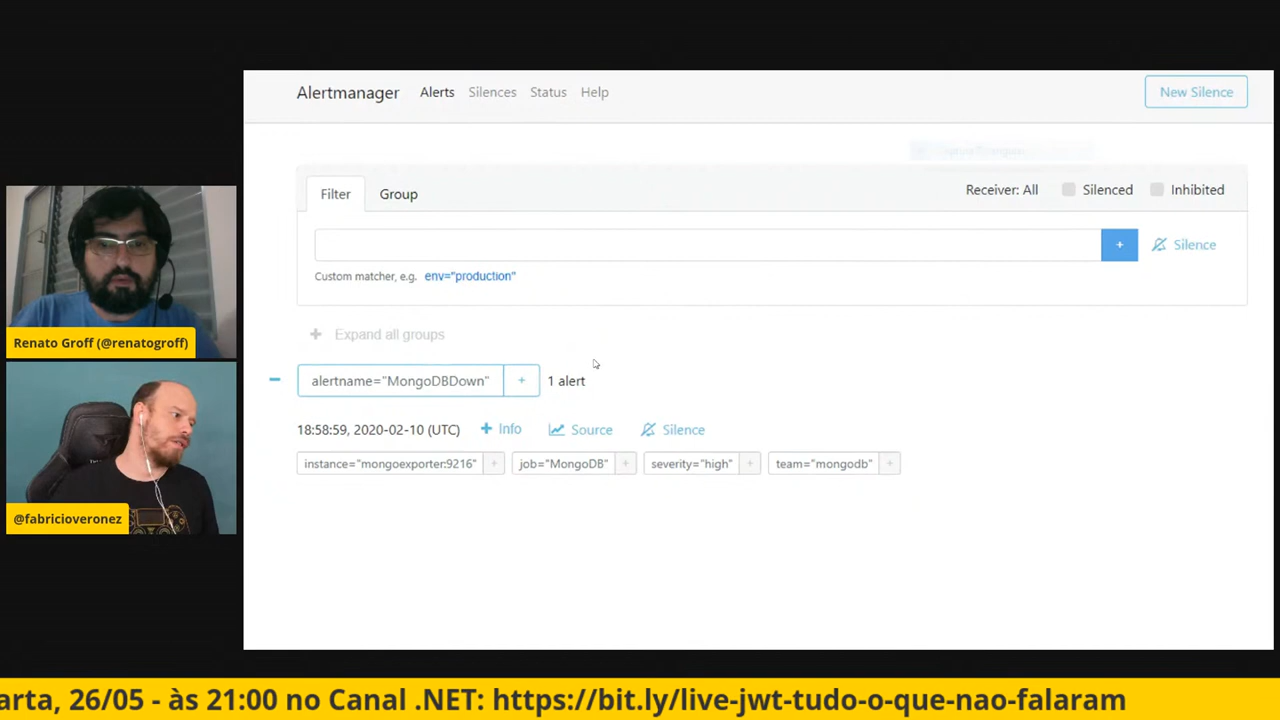 Alertmanager Alerts Silences Status Help New Silence
Filter Group Receiver: All Silenced Inhibited
+ Silence
Custom matcher, e.g. env="production"
+ Expand all groups
- alertname="MongoDBDown" + 1 alert
18:58:59, 2020-02-10 (UTC) + Info Source Silence
instance="mongoexporter:9216" + job="MongoDB" + severity="high" + team="mongodb" +
Renato Groff (@renatogroff)
@fabricioveronez
arta, 26/05 - às 21:00 no Canal .NET: https://bit.ly/live-jwt-tudo-o-que-nao-falaram